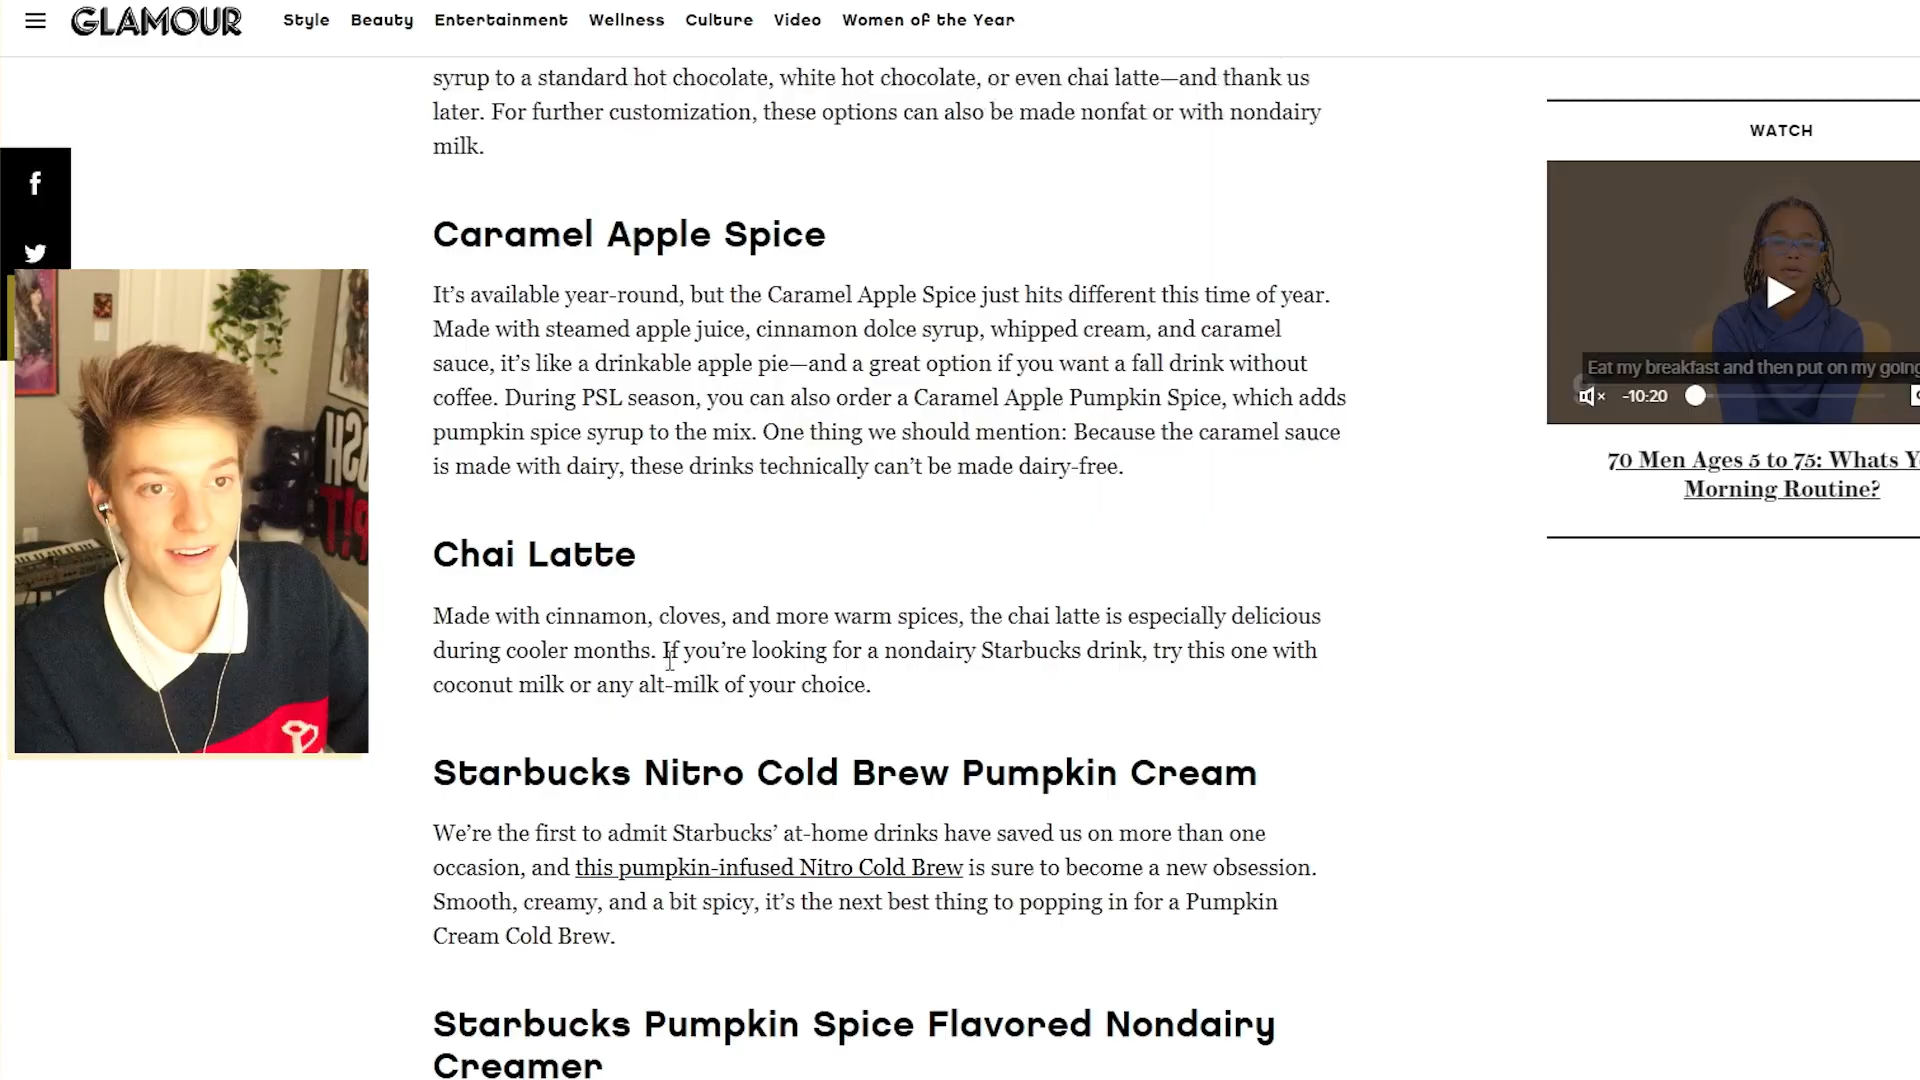 GLAMOUR
Style Beauty Entertainment Wellness Culture Video Women of the Year
syrup to a standard hot chocolate, white hot chocolate, or even chai latte—and thank us
later. For further customization, these options can also be made nonfat or with nondairy
milk.
Caramel Apple Spice
It’s available year-round, but the Caramel Apple Spice just hits different this time of year.
Made with steamed apple juice, cinnamon dolce syrup, whipped cream, and caramel
sauce, it’s like a drinkable apple pie—and a great option if you want a fall drink without
coffee. During PSL season, you can also order a Caramel Apple Pumpkin Spice, which adds
pumpkin spice syrup to the mix. One thing we should mention: Because the caramel sauce
is made with dairy, these drinks technically can’t be made dairy-free.
Chai Latte
Made with cinnamon, cloves, and more warm spices, the chai latte is especially delicious
during cooler months. If you’re looking for a nondairy Starbucks drink, try this one with
coconut milk or any alt-milk of your choice.
Starbucks Nitro Cold Brew Pumpkin Cream
We’re the first to admit Starbucks’ at-home drinks have saved us on more than one
occasion, and this pumpkin-infused Nitro Cold Brew is sure to become a new obsession.
Smooth, creamy, and a bit spicy, it’s the next best thing to popping in for a Pumpkin
Cream Cold Brew.
Starbucks Pumpkin Spice Flavored Nondairy
Creamer
WATCH
Eat my breakfast and then put on my going
-10:20
70 Men Ages 5 to 75: Whats Y
Morning Routine?